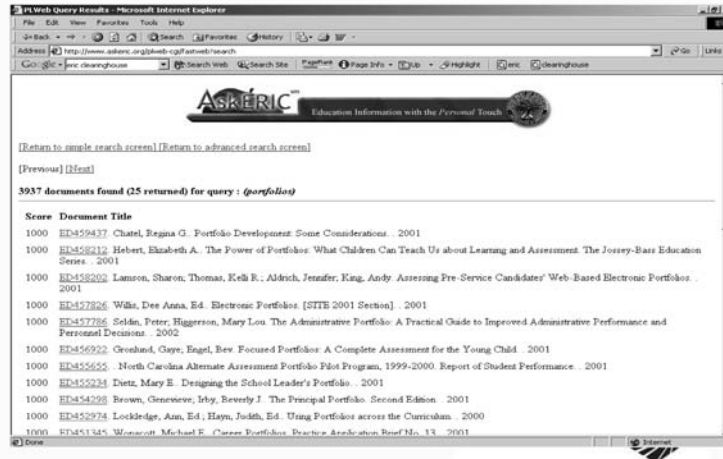 PLWeb Query Results - Microsoft Internet Explorer
File Edit View Favorites Tools Help
Back Search Favorites History
Address http://www.askeric.org/plweb-cgi/fastweb?search Go Links
Google eric clearinghouse Search Web Search Site PageRank Page Info Up Highlight eric clearinghouse
AskERIC Education Information with the Personal Touch
[Return to simple search screen] [Return to advanced search screen]
[Previous] [Next]
3937 documents found (25 returned) for query : (portfolios)
Score Document Title
1000 ED459437. Chatel, Regina G.. Portfolio Development: Some Considerations. . 2001
1000 ED458212. Hebert, Elizabeth A.. The Power of Portfolios: What Children Can Teach Us about Learning and Assessment. The Jossey-Bass Education
Series. . 2001
1000 ED458202. Lamson, Sharon; Thomas, Kelli R.; Aldrich, Jennifer; King, Andy. Assessing Pre-Service Candidates' Web-Based Electronic Portfolios. .
2001
1000 ED457826. Willis, Dee Anna, Ed.. Electronic Portfolios. [SITE 2001 Section]. . 2001
1000 ED457786. Seldin, Peter; Higgerson, Mary Lou. The Administrative Portfolio: A Practical Guide to Improved Administrative Performance and
Personnel Decisions. . 2002
1000 ED456922. Gronlund, Gaye; Engel, Bev. Focused Portfolios: A Complete Assessment for the Young Child. . 2001
1000 ED455655. . North Carolina Alternate Assessment Portfolio Pilot Program, 1999-2000. Report of Student Performance. . 2001
1000 ED455234. Dietz, Mary E.. Designing the School Leader's Portfolio. . 2001
1000 ED454298. Brown, Genevieve; Irby, Beverly J.. The Principal Portfolio. Second Edition. . 2001
1000 ED452974. Lockledge, Ann, Ed.; Hayn, Judith, Ed.. Using Portfolios across the Curriculum. . 2000
1000 ED451345. Wonacott, Michael E.. Career Portfolios. Practice Application Brief No. 13. . 2001
Done Internet